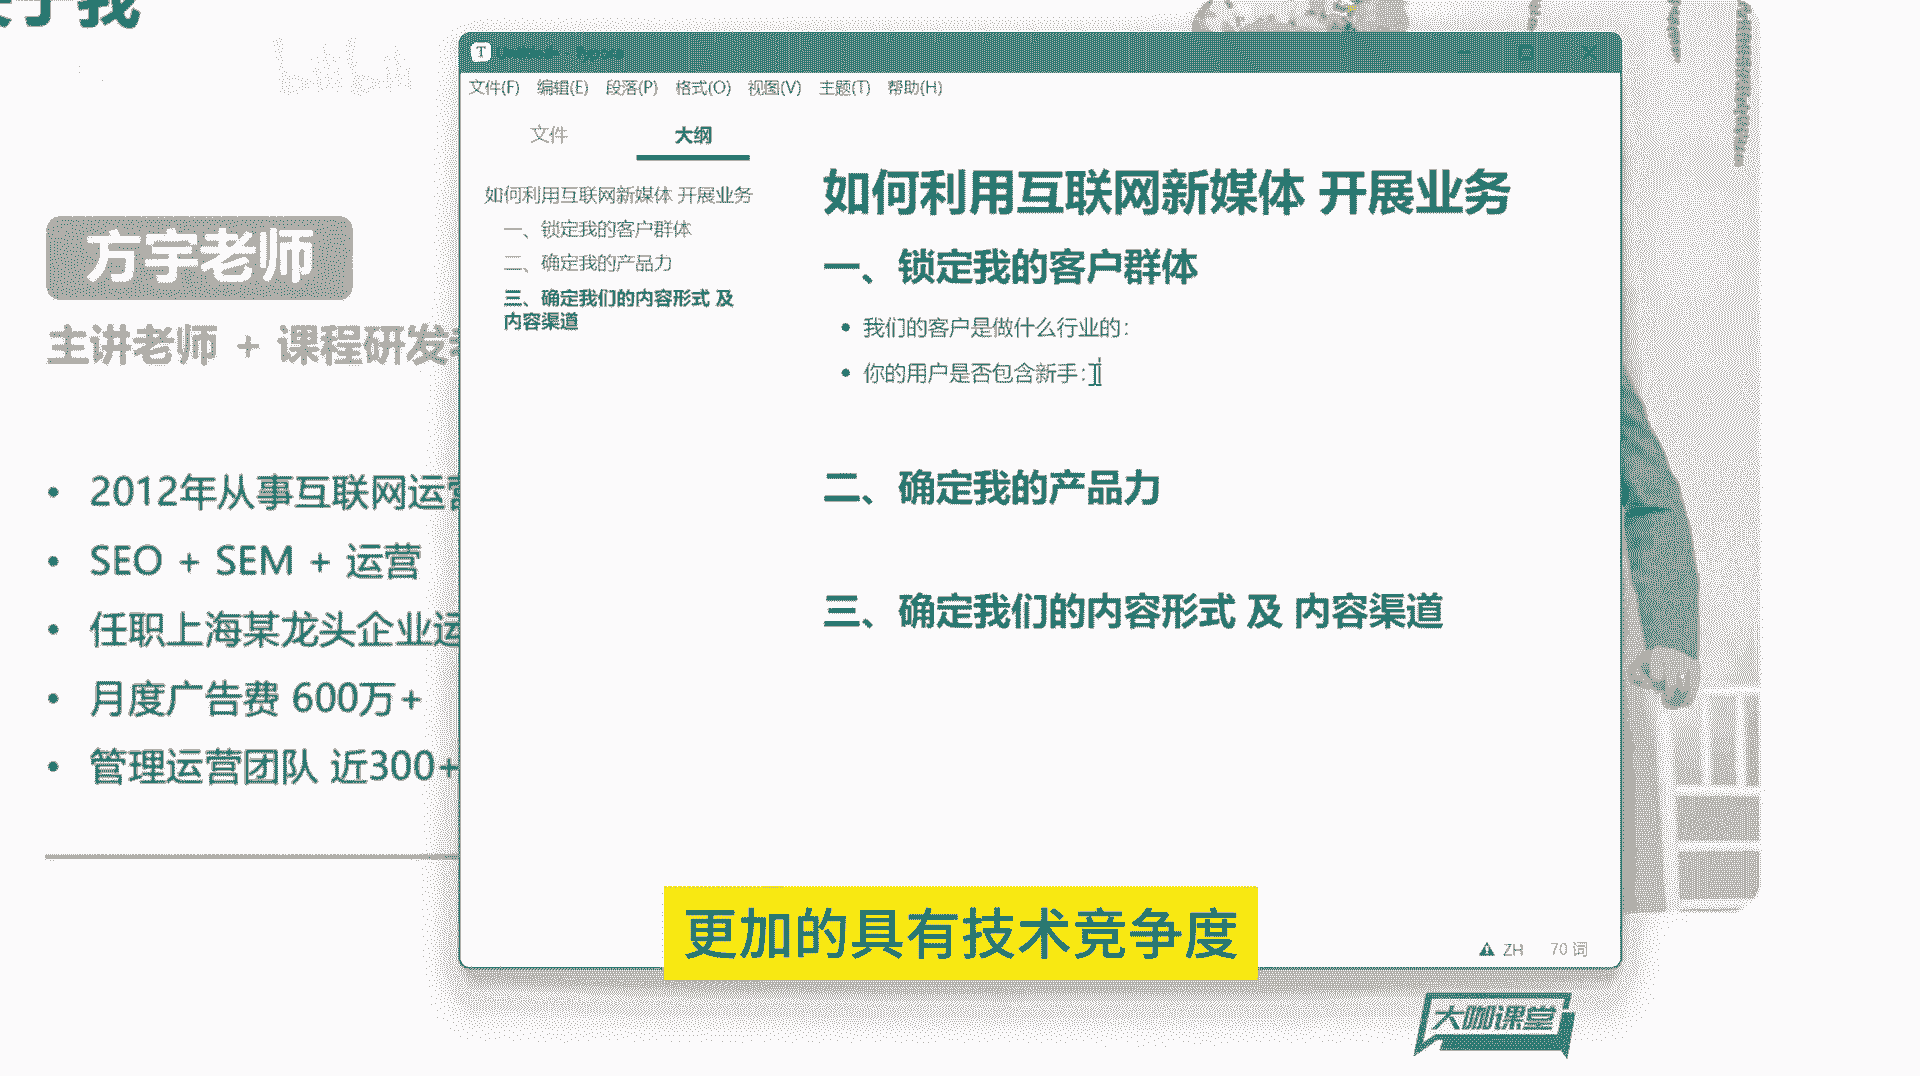 方宇老师
主讲老师 + 课程研发
2012年从事互联网运营
SEO + SEM + 运营
任职上海某龙头企业运
月度广告费 600万+
管理运营团队 近300+
文件(F) 编辑(E) 段落(P) 格式(O) 视图(V) 主题(T) 帮助(H)
文件 大纲
如何利用互联网新媒体 开展业务
一、锁定我的客户群体
二、确定我的产品力
三、确定我们的内容形式 及
内容渠道
如何利用互联网新媒体 开展业务
一、锁定我的客户群体
我们的客户是做什么行业的：
你的用户是否包含新手：
二、确定我的产品力
三、确定我们的内容形式 及 内容渠道
ZH 70 词
更加的具有技术竞争度
大咖课堂